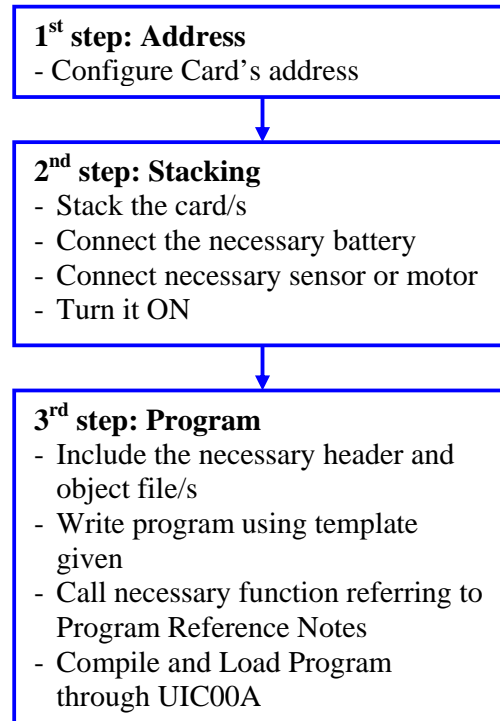 1st step: Address
- Configure Card's address
2nd step: Stacking
- Stack the card/s
- Connect the necessary battery
- Connect necessary sensor or motor
- Turn it ON
3rd step: Program
- Include the necessary header and
object file/s
- Write program using template
given
- Call necessary function referring to
Program Reference Notes
- Compile and Load Program
through UIC00A